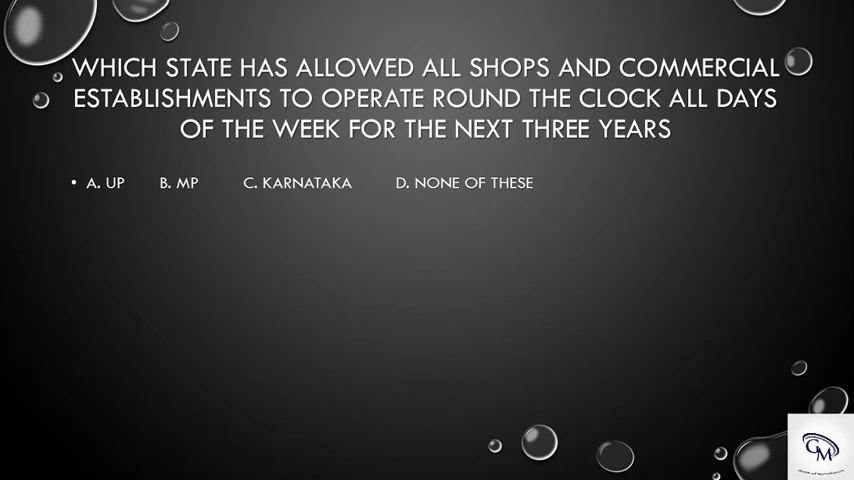 WHICH STATE HAS ALLOWED ALL SHOPS AND COMMERCIAL
ESTABLISHMENTS TO OPERATE ROUND THE CLOCK ALL DAYS
OF THE WEEK FOR THE NEXT THREE YEARS
• A. UP B. MP C. KARNATAKA D. NONE OF THESE
GM